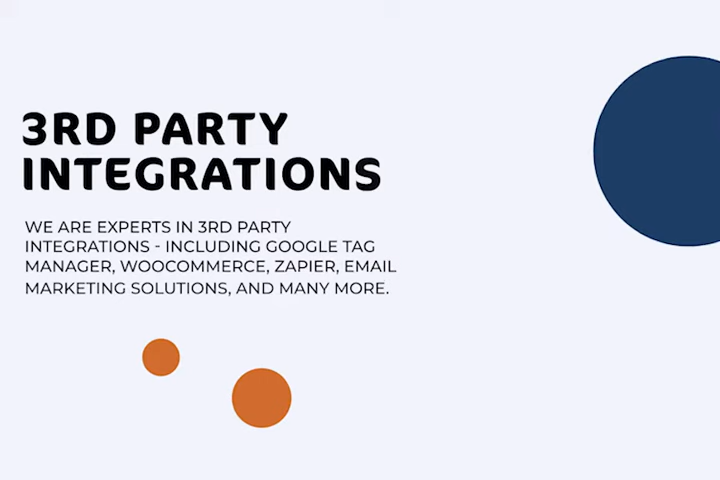 3RD PARTY
INTEGRATIONS
WE ARE EXPERTS IN 3RD PARTY
INTEGRATIONS - INCLUDING GOOGLE TAG
MANAGER, WOOCOMMERCE, ZAPIER, EMAIL
MARKETING SOLUTIONS, AND MANY MORE.